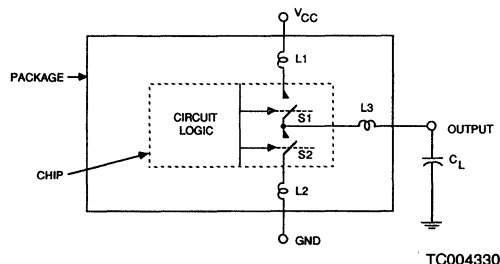 VCC
L1
PACKAGE
L3
CIRCUIT
LOGIC
S1
OUTPUT
S2
CL
CHIP
L2
GND
TC004330